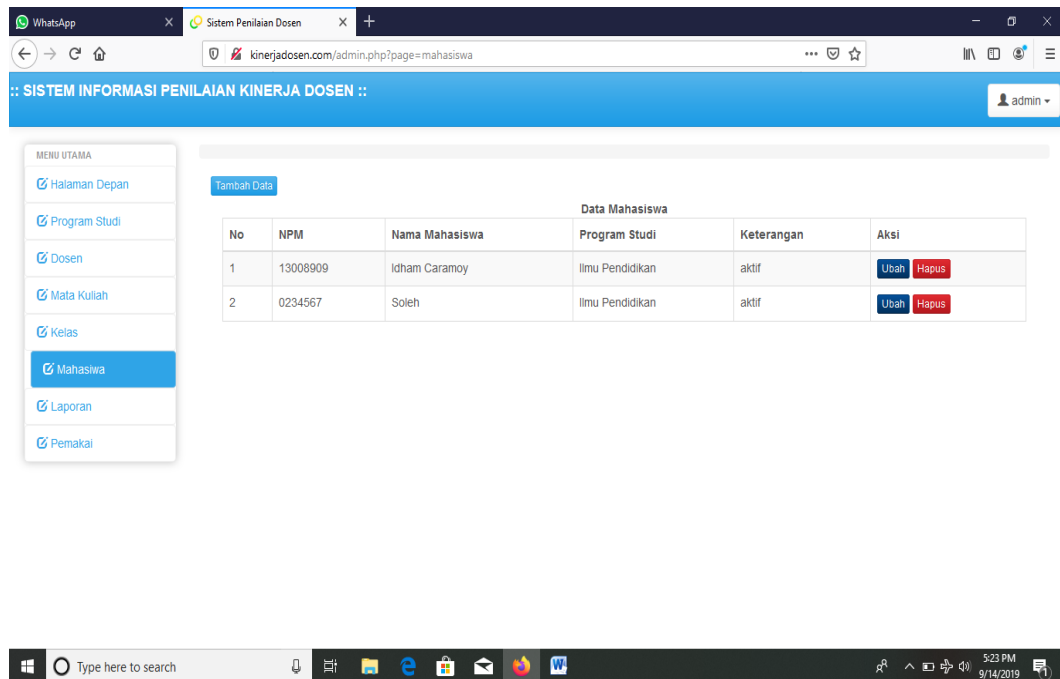 WhatsApp
Sistem Penilaian Dosen
kinerjadosen.com/admin.php?page=mahasiswa
:: SISTEM INFORMASI PENILAIAN KINERJA DOSEN ::
admin
MENU UTAMA
Halaman Depan
Program Studi
Dosen
Mata Kuliah
Kelas
Mahasiwa
Laporan
Pemakai
Tambah Data
Data Mahasiswa
No NPM Nama Mahasiswa Program Studi Keterangan Aksi
1 13008909 Idham Caramoy Ilmu Pendidikan aktif Ubah Hapus
2 0234567 Soleh Ilmu Pendidikan aktif Ubah Hapus
Type here to search
5:23 PM
9/14/2019